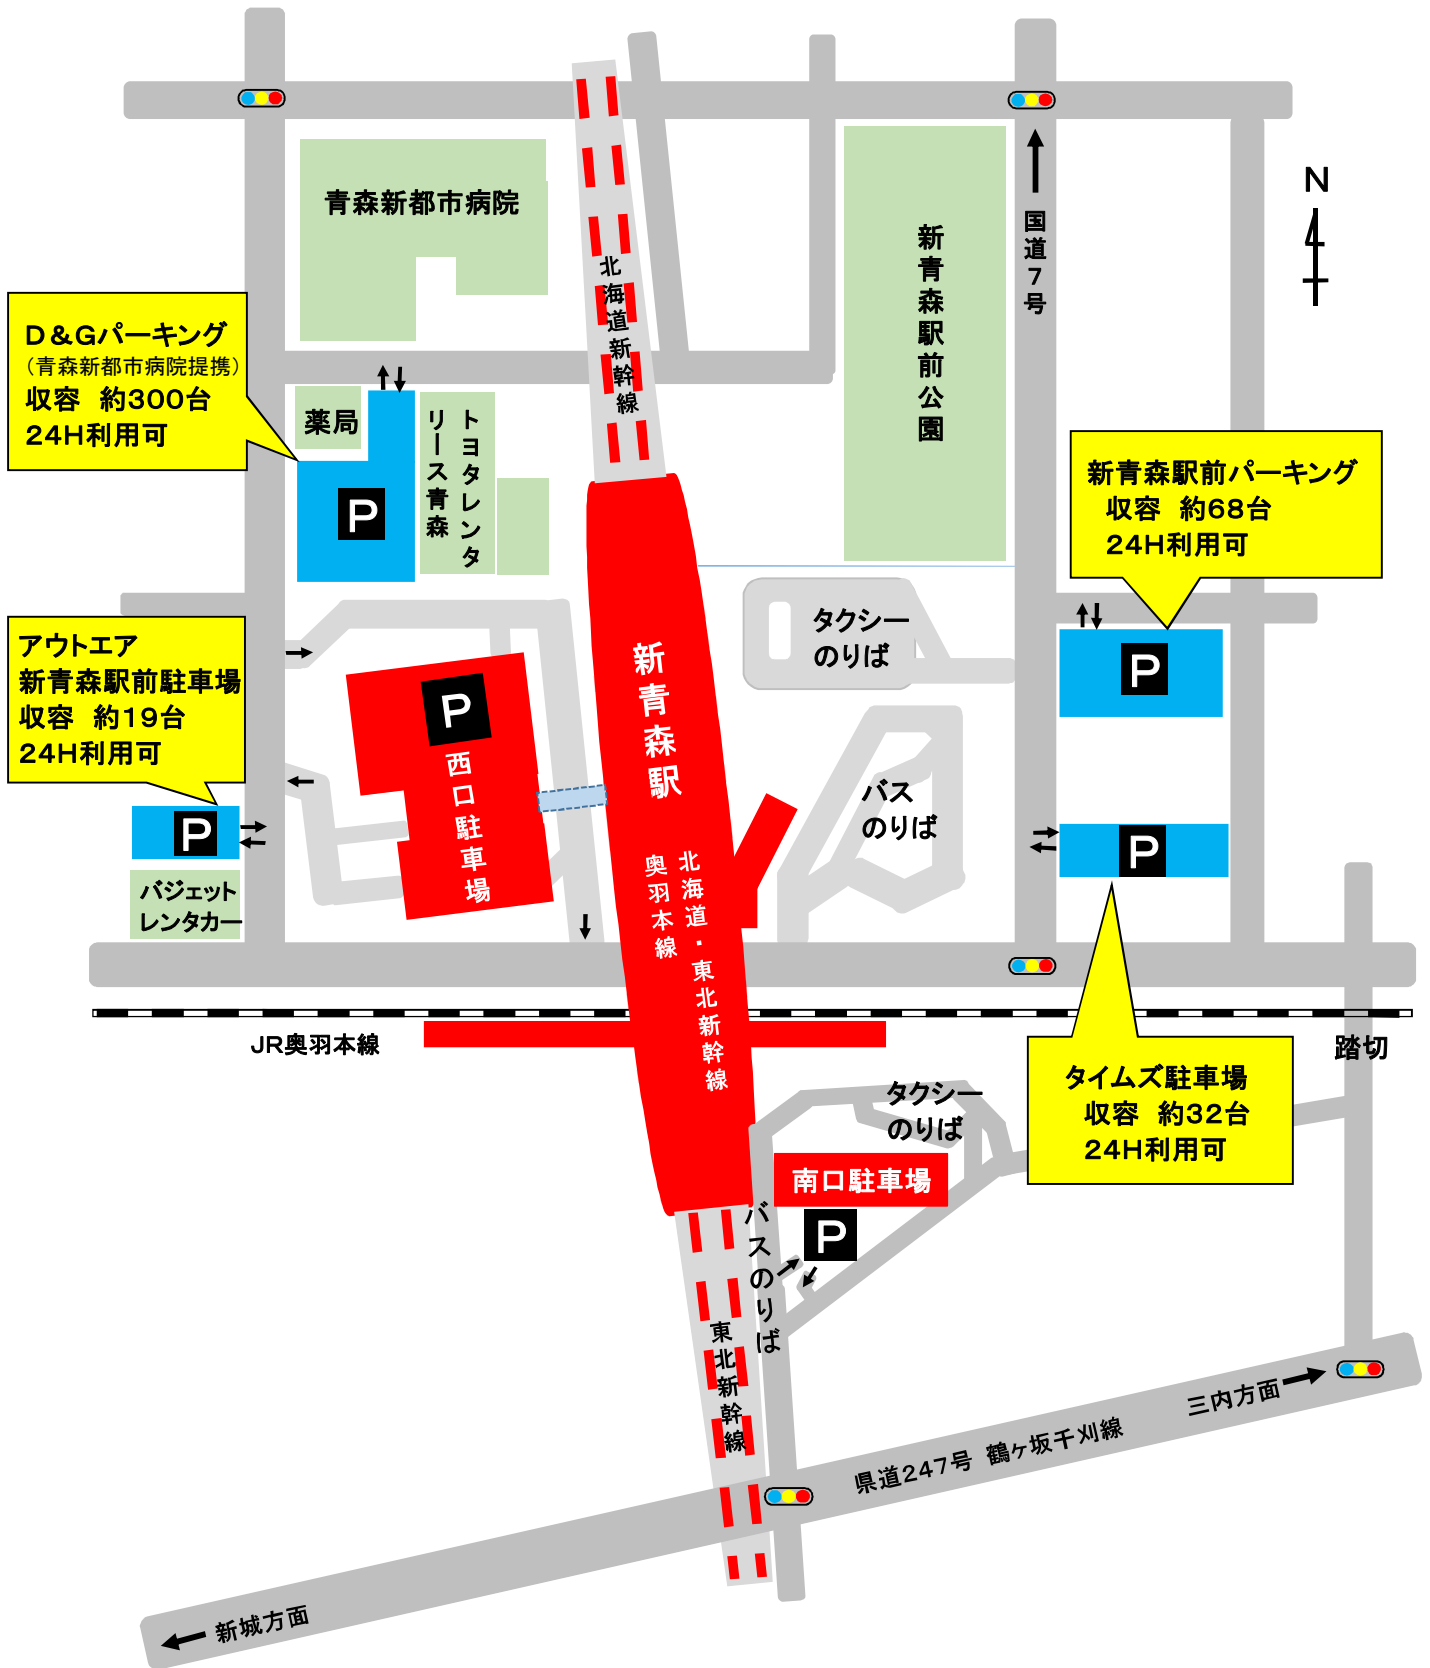 N
青森新都市病院
新青森駅前公園
国道7号
北海道新幹線
D&Gパーキング
（青森新都市病院提携）
収容　約300台
24H利用可
薬局
トヨタレンタ
リース青森
P
新青森駅前パーキング
収容　約68台
24H利用可
タクシー
のりば
P
アウトエア
新青森駅前駐車場
収容　約19台
24H利用可
新青森駅
P
西口駐車場
バス
のりば
P
P
バジェット
レンタカー
北海道・東北新幹線
奥羽本線
JR奥羽本線
踏切
タイムズ駐車場
収容　約32台
24H利用可
タクシー
のりば
南口駐車場
P
バスのりば
東北新幹線
三内方面
県道247号 鶴ヶ坂千刈線
新城方面